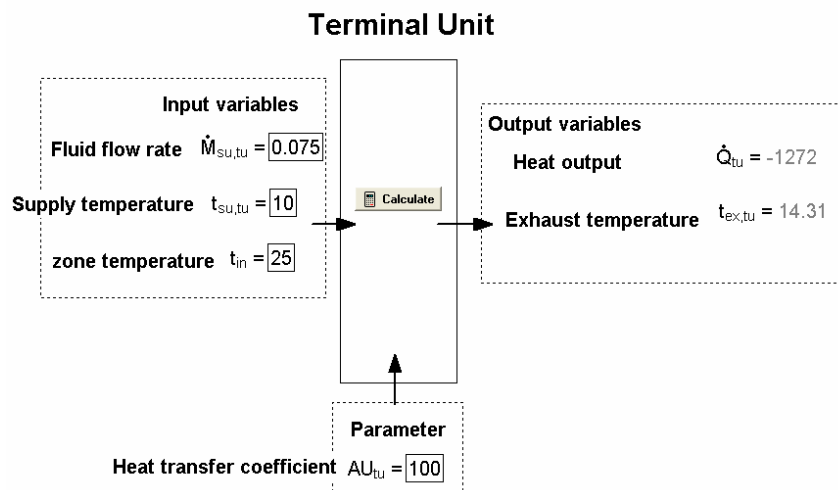 Terminal Unit
Input variables
Fluid flow rate Ṁsu,tu = 0.075
Supply temperature tsu,tu = 10
zone temperature tin = 25
Calculate
Output variables
Heat output Q̇tu = -1272
Exhaust temperature tex,tu = 14.31
Parameter
Heat transfer coefficient AUtu = 100